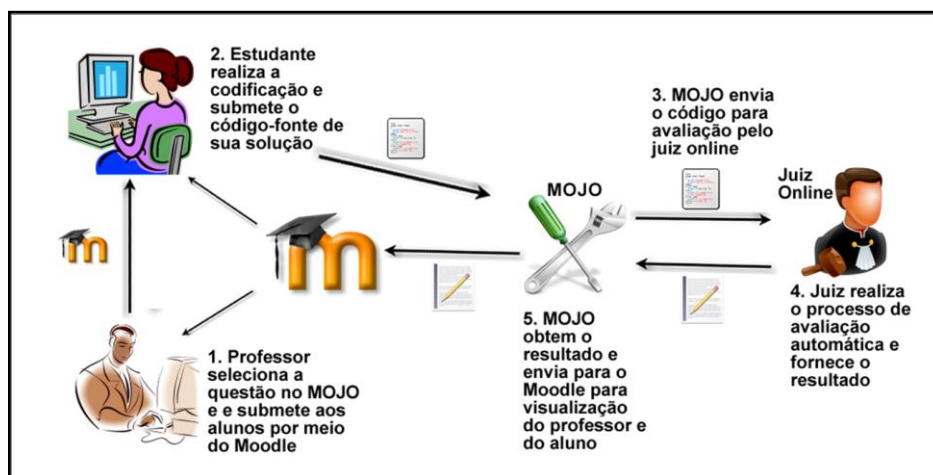 2. Estudante
realiza a
codificação e
submete o
código-fonte de
sua solução
3. MOJO envia
o código para
avaliação pelo
juiz online
MOJO
Juiz
Online
m
m
1. Professor
seleciona a
questão no MOJO
e e submete aos
alunos por meio
do Moodle
5. MOJO
obtem o
resultado e
envia para o
Moodle para
visualização
do professor e
do aluno
4. Juiz realiza
o processo de
avaliação
automática e
fornece o
resultado